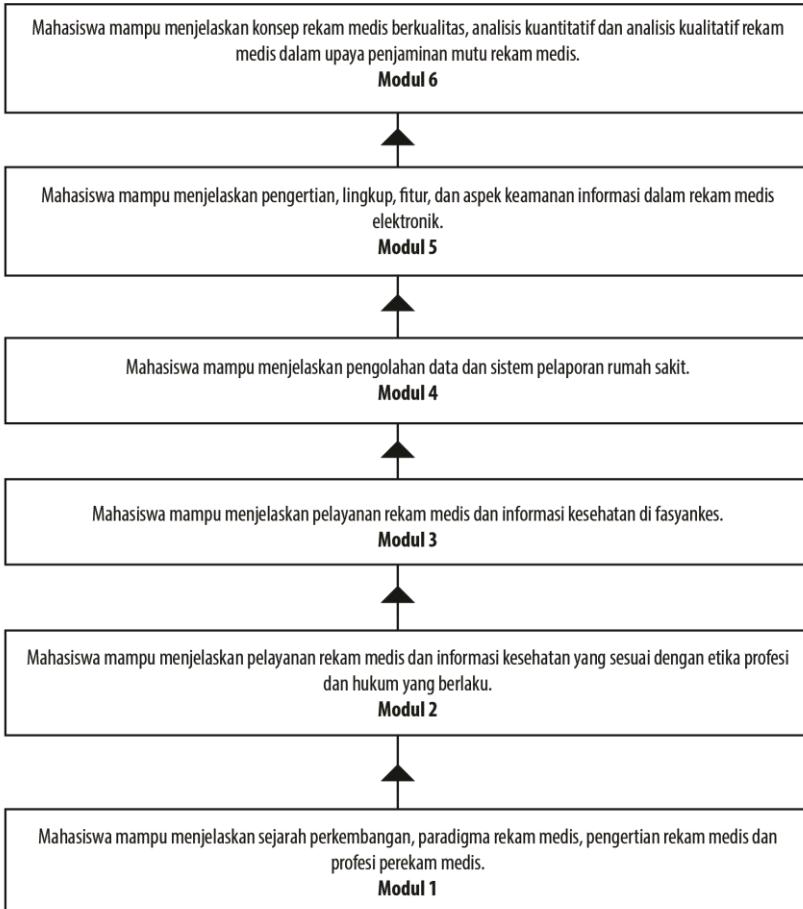 Mahasiswa mampu menjelaskan konsep rekam medis berkualitas, analisis kuantitatif dan analisis kualitatif rekam
medis dalam upaya penjaminan mutu rekam medis.
Modul 6
Mahasiswa mampu menjelaskan pengertian, lingkup, fitur, dan aspek keamanan informasi dalam rekam medis
elektronik.
Modul 5
Mahasiswa mampu menjelaskan pengolahan data dan sistem pelaporan rumah sakit.
Modul 4
Mahasiswa mampu menjelaskan pelayanan rekam medis dan informasi kesehatan di fasyankes.
Modul 3
Mahasiswa mampu menjelaskan pelayanan rekam medis dan informasi kesehatan yang sesuai dengan etika profesi
dan hukum yang berlaku.
Modul 2
Mahasiswa mampu menjelaskan sejarah perkembangan, paradigma rekam medis, pengertian rekam medis dan
profesi perekam medis.
Modul 1